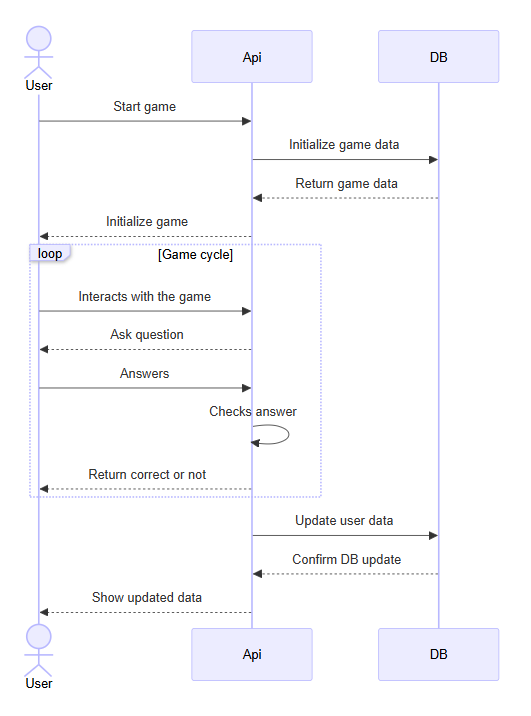 Api
DB
User
Start game
Initialize game data
Return game data
Initialize game
loop
[Game cycle]
Interacts with the game
Ask question
Answers
Checks answer
Return correct or not
Update user data
Confirm DB update
Show updated data
Api
DB
User